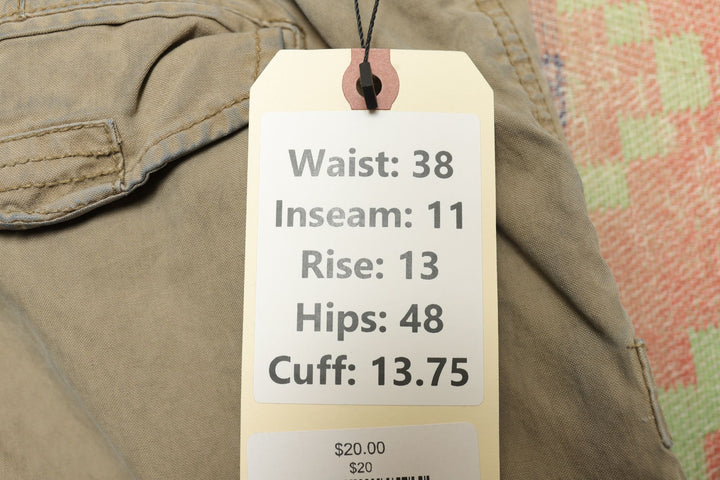 Waist: 38
Inseam: 11
Rise: 13
Hips: 48
Cuff: 13.75
$20.00
$20